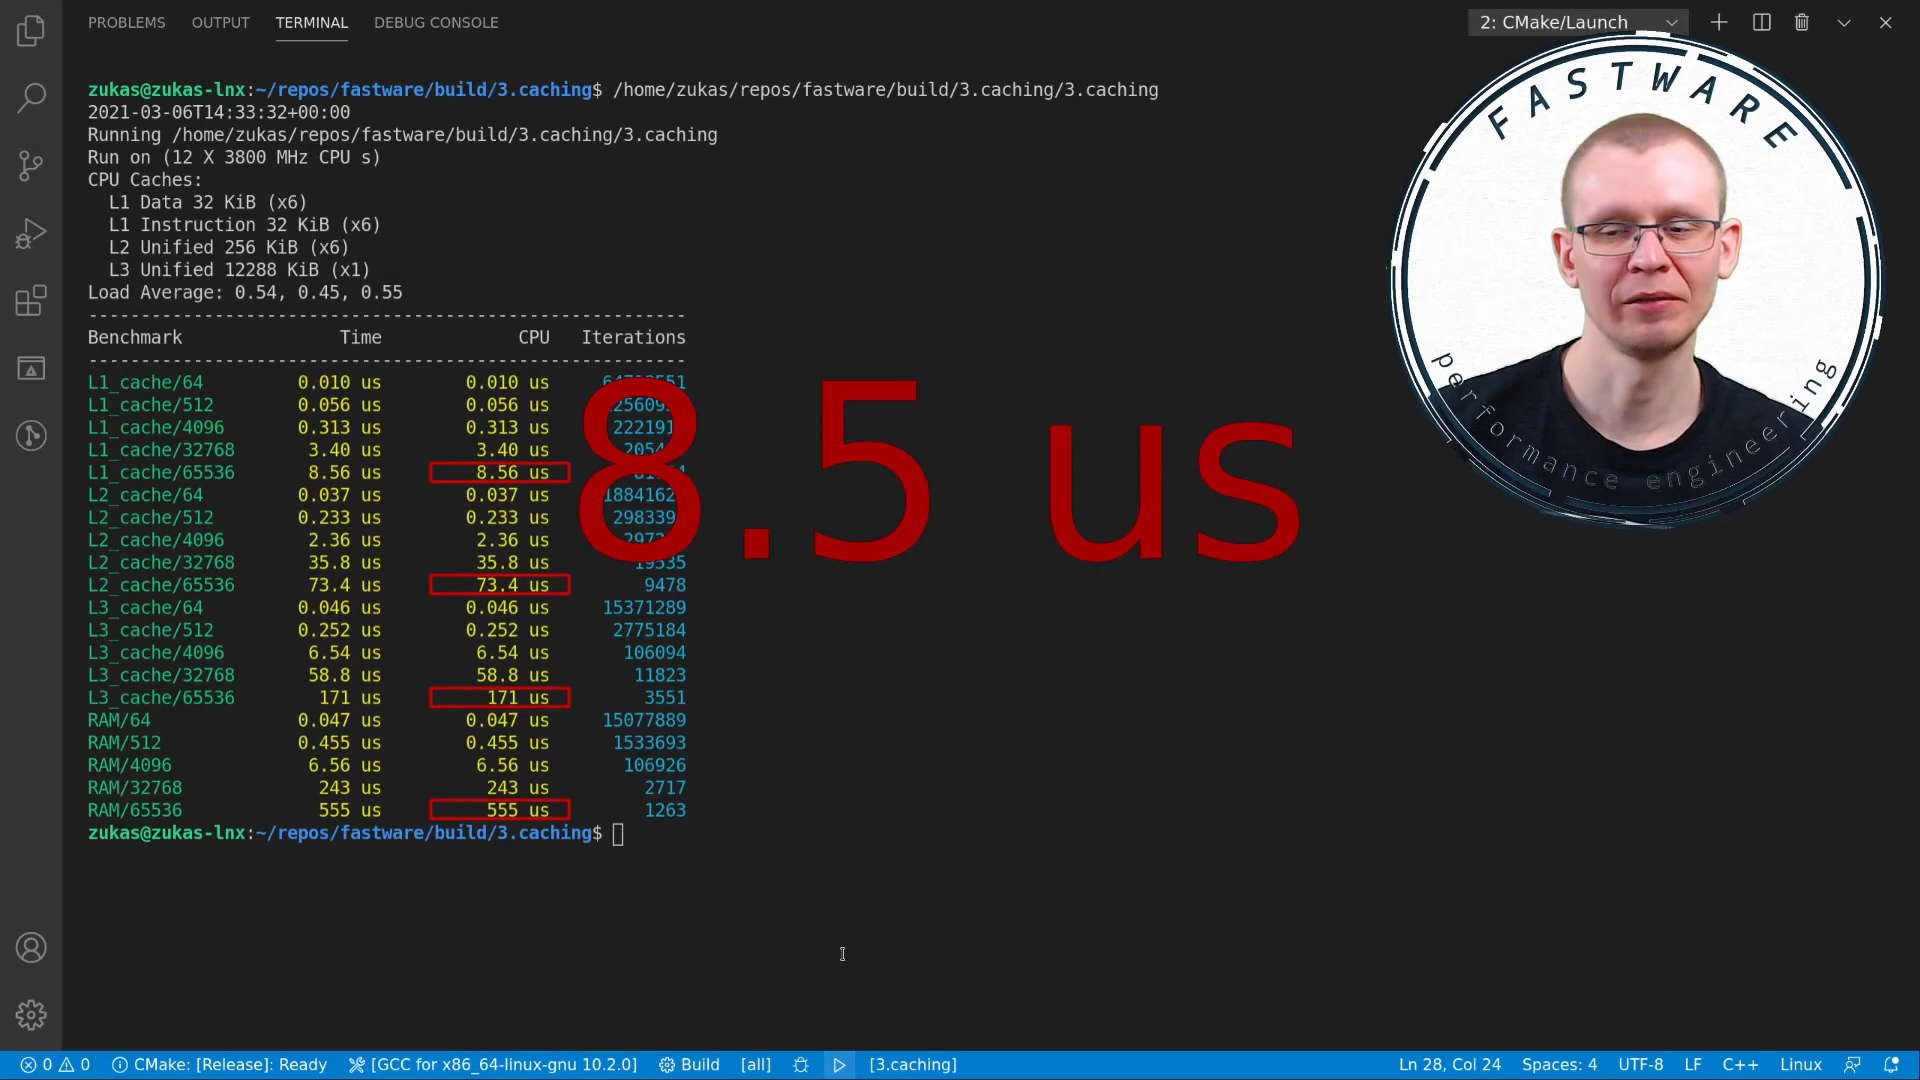 PROBLEMS OUTPUT TERMINAL DEBUG CONSOLE 2: CMake/Launch
zukas@zukas-lnx:~/repos/fastware/build/3.caching$ /home/zukas/repos/fastware/build/3.caching/3.caching
2021-03-06T14:33:32+00:00
Running /home/zukas/repos/fastware/build/3.caching/3.caching
Run on (12 X 3800 MHz CPU s)
CPU Caches:
L1 Data 32 KiB (x6)
L1 Instruction 32 KiB (x6)
L2 Unified 256 KiB (x6)
L3 Unified 12288 KiB (x1)
Load Average: 0.54, 0.45, 0.55
-----
Benchmark Time CPU Iterations
-----
L1_cache/64 0.010 us 0.010 us
L1_cache/512 0.056 us 0.056 us
L1_cache/4096 0.313 us 0.313 us
L1_cache/32768 3.40 us 3.40 us
L1_cache/65536 8.56 us 8.56 us
L2_cache/64 0.037 us 0.037 us
L2_cache/512 0.233 us 0.233 us
L2_cache/4096 2.36 us 2.36 us
L2_cache/32768 35.8 us 35.8 us 19535
L2_cache/65536 73.4 us 73.4 us 9478
L3_cache/64 0.046 us 0.046 us 15371289
L3_cache/512 0.252 us 0.252 us 2775184
L3_cache/4096 6.54 us 6.54 us 106094
L3_cache/32768 58.8 us 58.8 us 11823
L3_cache/65536 171 us 171 us 3551
RAM/64 0.047 us 0.047 us 15077889
RAM/512 0.455 us 0.455 us 1533693
RAM/4096 6.56 us 6.56 us 106926
RAM/32768 243 us 243 us 2717
RAM/65536 555 us 555 us 1263
zukas@zukas-lnx:~/repos/fastware/build/3.caching$
8.5 us
FASTWARE
performance engineering
0 0 CMake: [Release]: Ready [GCC for x86_64-linux-gnu 10.2.0] Build [all] [3.caching] Ln 28, Col 24 Spaces: 4 UTF-8 LF C++ Linux